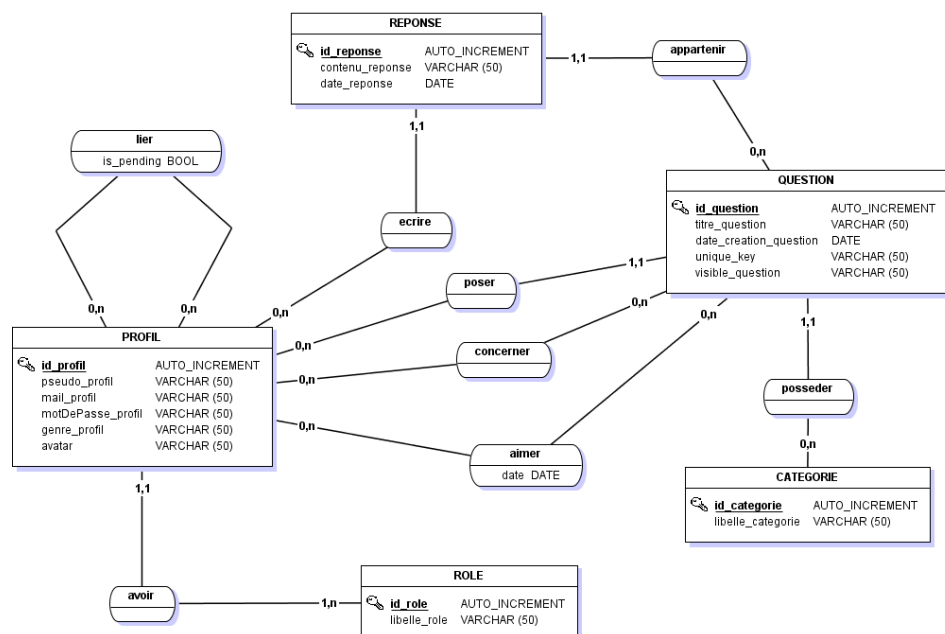 REPONSE
id_reponse AUTO_INCREMENT
contenu_reponse VARCHAR (50)
date_reponse DATE
1,1
appartenir
1,1
0,n
lier
is_pending BOOL
QUESTION
id_question AUTO_INCREMENT
titre_question VARCHAR (50)
date_creation_question DATE
unique_key VARCHAR (50)
visible_question VARCHAR (50)
ecrire
1,1
poser
0,n
0,n
0,n
0,n
0,n
1,1
PROFIL
id_profil AUTO_INCREMENT
pseudo_profil VARCHAR (50)
mail_profil VARCHAR (50)
motDePasse_profil VARCHAR (50)
genre_profil VARCHAR (50)
avatar VARCHAR (50)
0,n
concerner
0,n
0,n
posseder
aimer
date DATE
0,n
CATEGORIE
id_categorie AUTO_INCREMENT
libelle_categorie VARCHAR (50)
1,1
avoir
1,n
ROLE
id_role AUTO_INCREMENT
libelle_role VARCHAR (50)